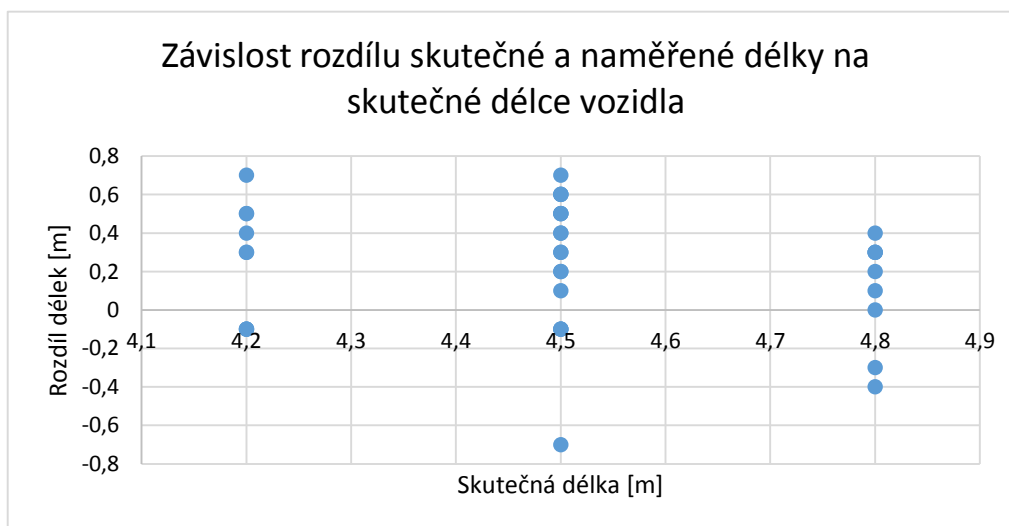 Závislost rozdílu skutečné a naměřené délky na
skutečné délce vozidla
Rozdíl délek [m]
0,8
0,6
0,4
0,2
0
-0,2
-0,4
-0,6
-0,8
4,1 4,2 4,3 4,4 4,5 4,6 4,7 4,8 4,9
Skutečná délka [m]